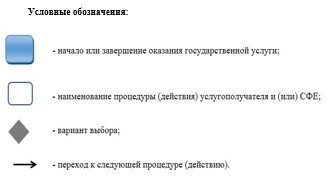 Условные обозначения:
- начало или завершение оказания государственной услуги;
- наименование процедуры (действия) услугополучателя и (или) СФЕ;
- вариант выбора;
- переход к следующей процедуре (действию).